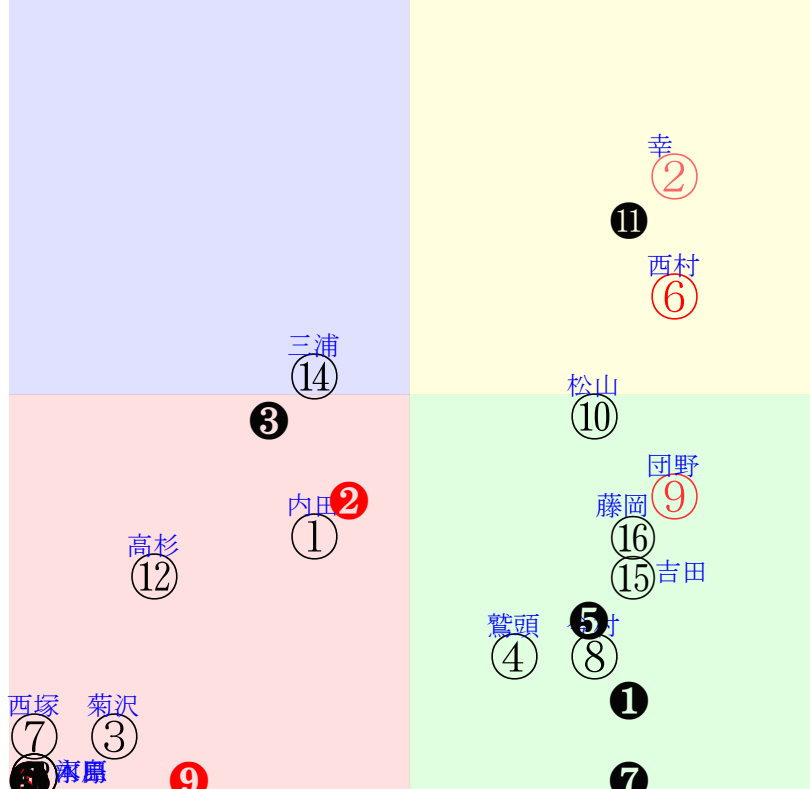 幸
②
⓫
西村
⑥
三浦
⑭
松山
⑩
❸
団野
⑨
内田
❷
藤岡
①
⑯
高杉
⑫
⑮
吉田
鷲頭
❺
村
④
⑧
西塚
菊沢
❶
⑦
③
❾
❼